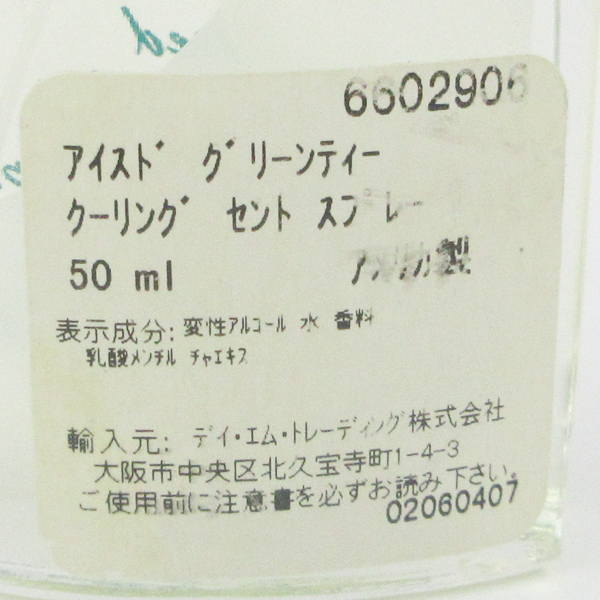 6602906
アイスド グリーンティー
クーリング セント スプレー
50 ml アメリカ製
表示成分: 変性アルコール 水 香料
乳酸メンチル チャエキス
輸入元: デイ・エム・トレーディング株式会社
大阪市中央区北久宝寺町1-4-3
ご使用前に注意書を必ずお読み下さい。
02060407